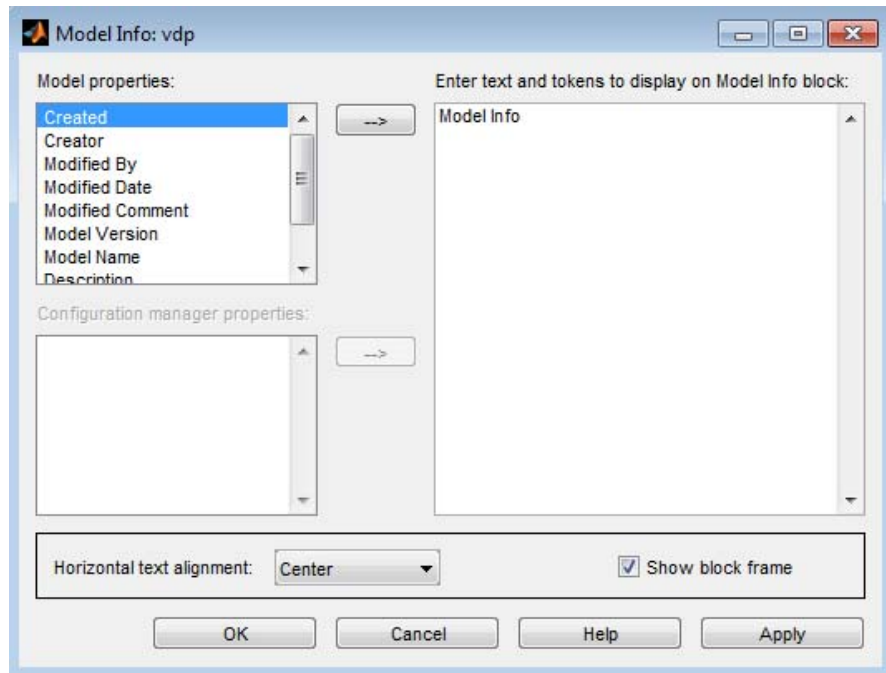 Model Info: vdp
Model properties:
Created
Creator
Modified By
Modified Date
Modified Comment
Model Version
Model Name
Description
-->
Enter text and tokens to display on Model Info block:
Model Info
Configuration manager properties:
-->
Horizontal text alignment:
Center
Show block frame
OK
Cancel
Help
Apply